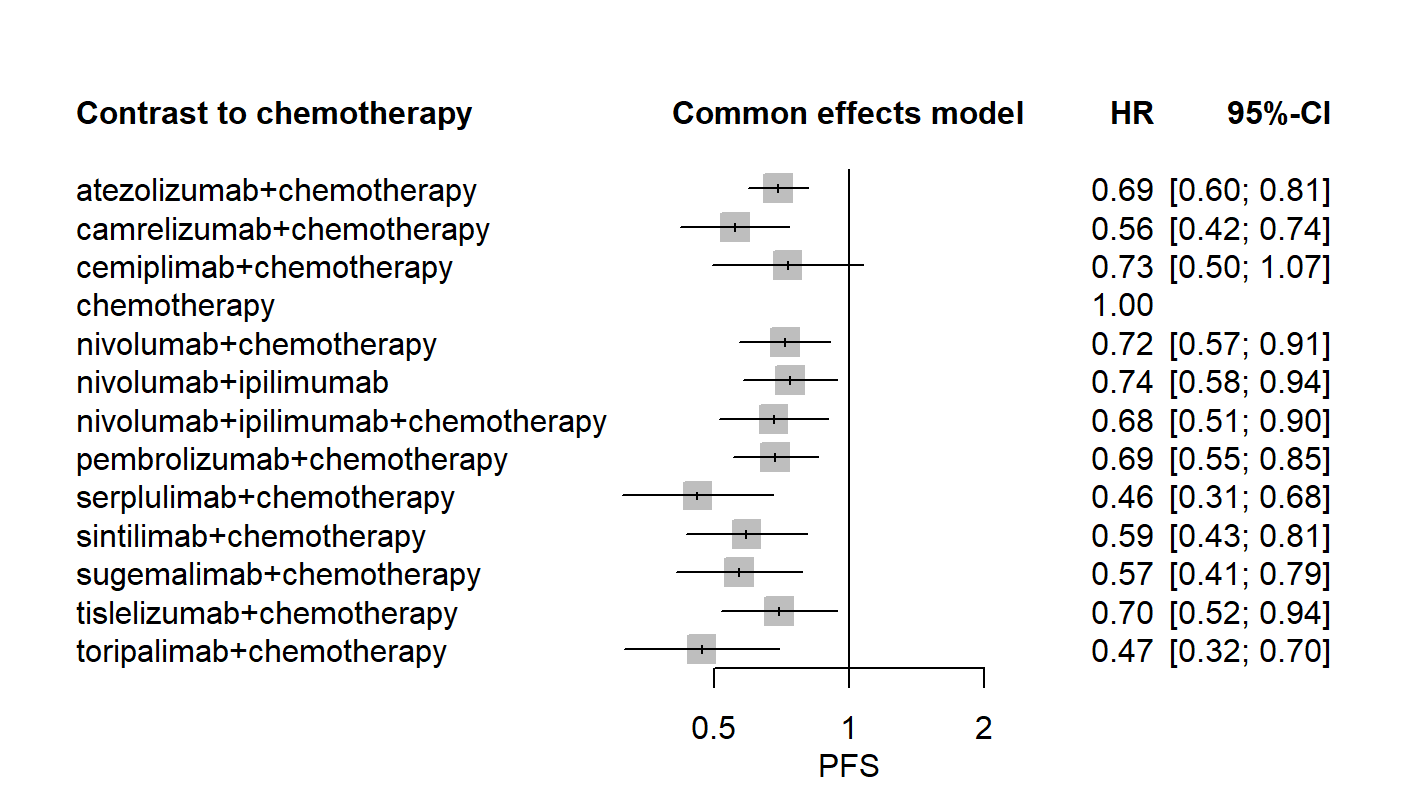 Contrast to chemotherapy Common effects model HR 95%-CI
atezolizumab+chemotherapy 0.69 [0.60; 0.81]
camrelizumab+chemotherapy 0.56 [0.42; 0.74]
cemiplimab+chemotherapy 0.73 [0.50; 1.07]
chemotherapy 1.00
nivolumab+chemotherapy 0.72 [0.57; 0.91]
nivolumab+ipilimumab 0.74 [0.58; 0.94]
nivolumab+ipilimumab+chemotherapy 0.68 [0.51; 0.90]
pembrolizumab+chemotherapy 0.69 [0.55; 0.85]
serplulimab+chemotherapy 0.46 [0.31; 0.68]
sintilimab+chemotherapy 0.59 [0.43; 0.81]
sugemalimab+chemotherapy 0.57 [0.41; 0.79]
tislelizumab+chemotherapy 0.70 [0.52; 0.94]
toripalimab+chemotherapy 0.47 [0.32; 0.70]
0.5 1 2
PFS